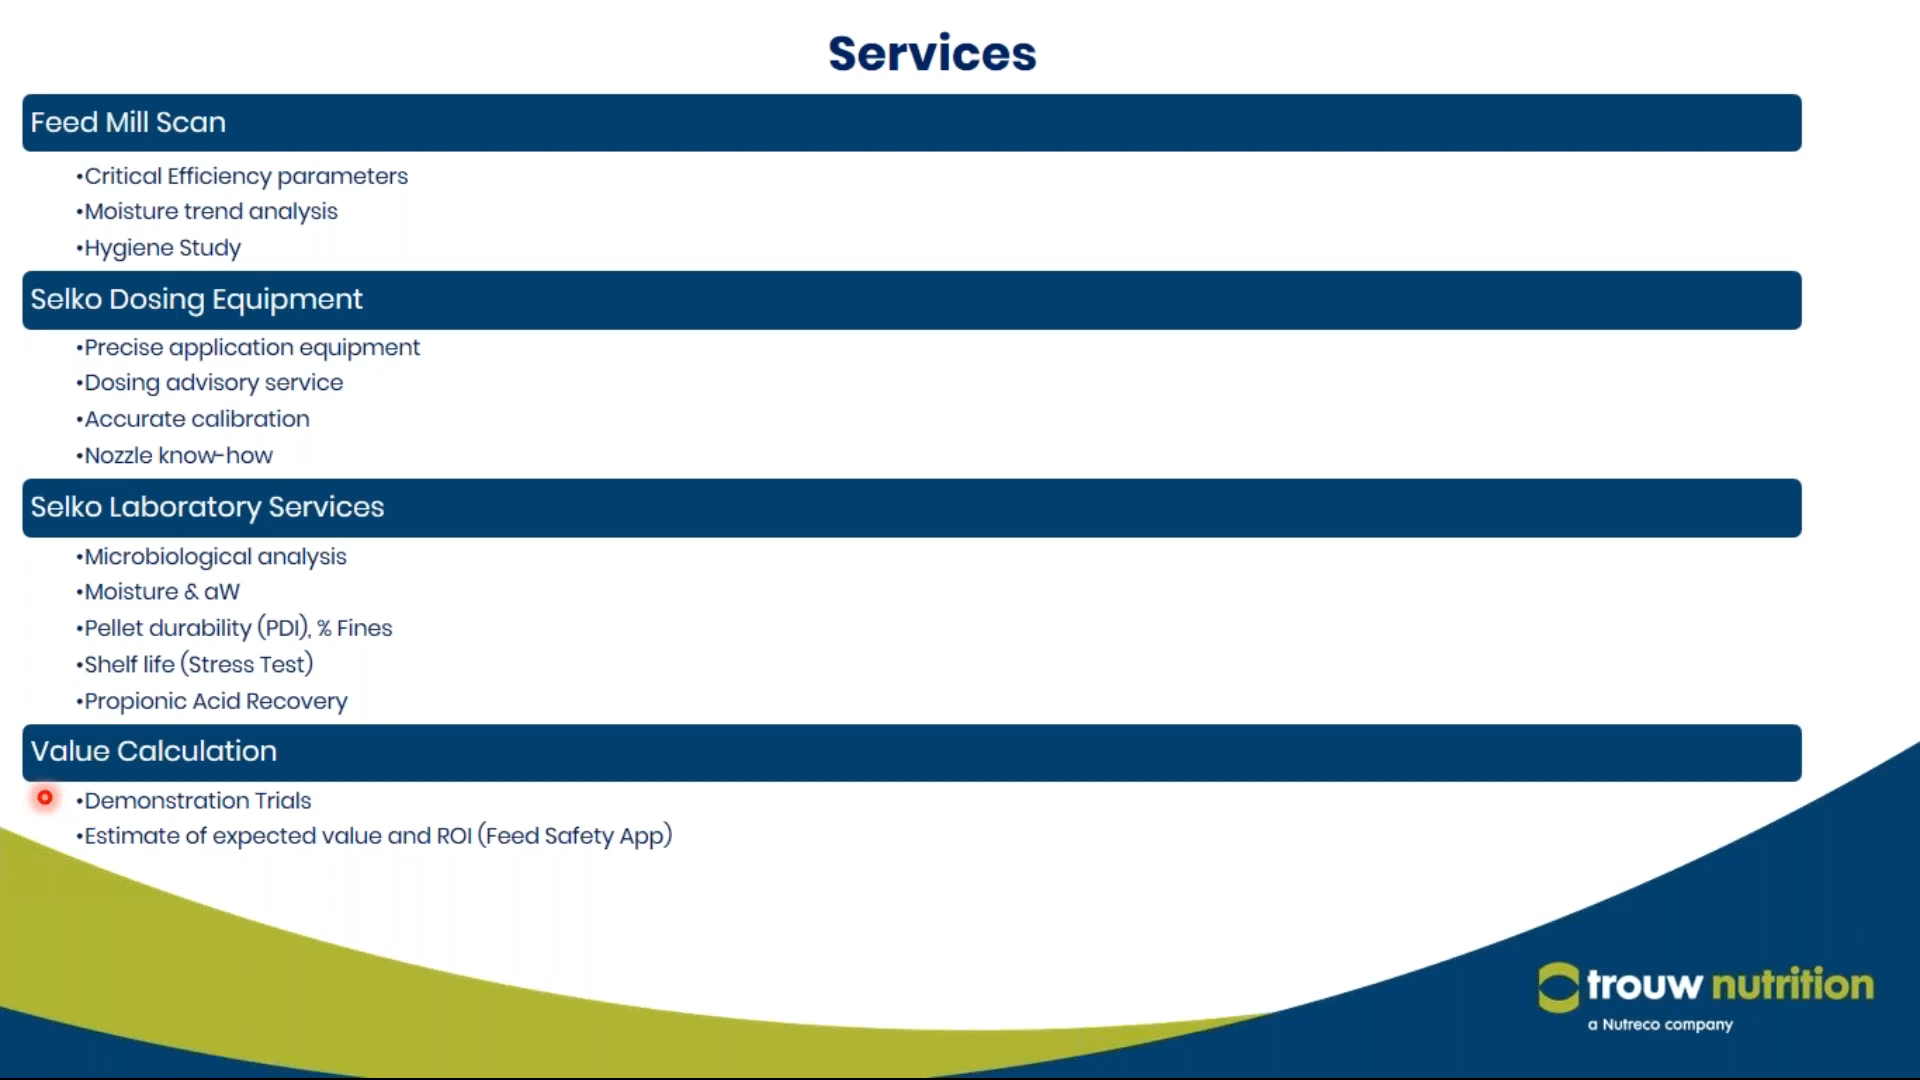 Services
Feed Mill Scan
•Critical Efficiency parameters
•Moisture trend analysis
•Hygiene Study
Selko Dosing Equipment
•Precise application equipment
•Dosing advisory service
•Accurate calibration
•Nozzle know-how
Selko Laboratory Services
•Microbiological analysis
•Moisture & aW
•Pellet durability (PDI), % Fines
•Shelf life (Stress Test)
•Propionic Acid Recovery
Value Calculation
•Demonstration Trials
•Estimate of expected value and ROI (Feed Safety App)
trouw nutrition
a Nutreco company